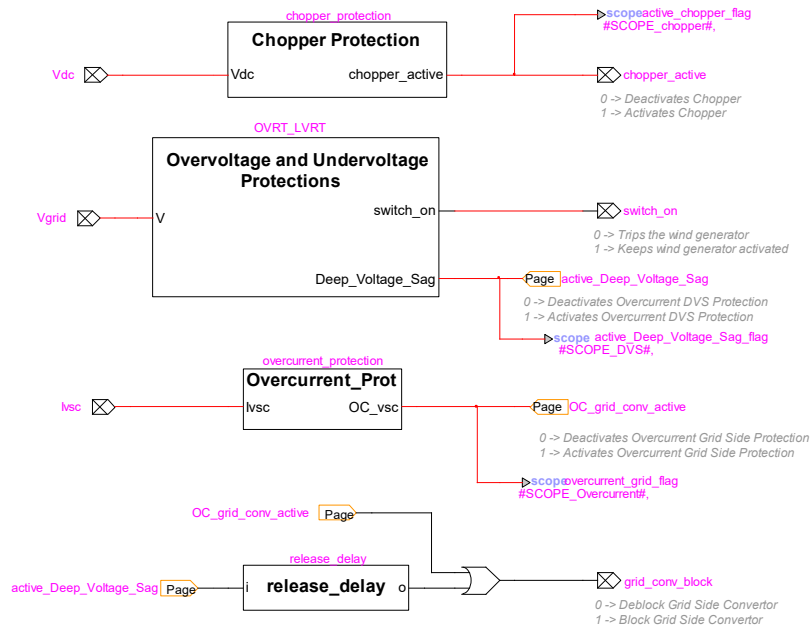 chopper_protection
Chopper Protection
Vdc
Vdc
chopper_active
scope active_chopper_flag
#SCOPE_chopper#,
chopper_active
0 -> Deactivates Chopper
1 -> Activates Chopper
OVRT_LVRT
Overvoltage and Undervoltage
Protections
Vgrid
V
switch_on
switch_on
0 -> Trips the wind generator
1 -> Keeps wind generator activated
Deep_Voltage_Sag
Page active_Deep_Voltage_Sag
0 -> Deactivates Overcurrent DVS Protection
1 -> Activates Overcurrent DVS Protection
scope active_Deep_Voltage_Sag_flag
#SCOPE_DVS#,
overcurrent_protection
Overcurrent_Prot
Ivsc
Ivsc
OC_vsc
Page OC_grid_conv_active
0 -> Deactivates Overcurrent Grid Side Protection
1 -> Activates Overcurrent Grid Side Protection
scope overcurrent_grid_flag
#SCOPE_Overcurrent#,
OC_grid_conv_active Page
release_delay
active_Deep_Voltage_Sag Page
i
release_delay
o
grid_conv_block
0 -> Deblock Grid Side Convertor
1 -> Block Grid Side Convertor